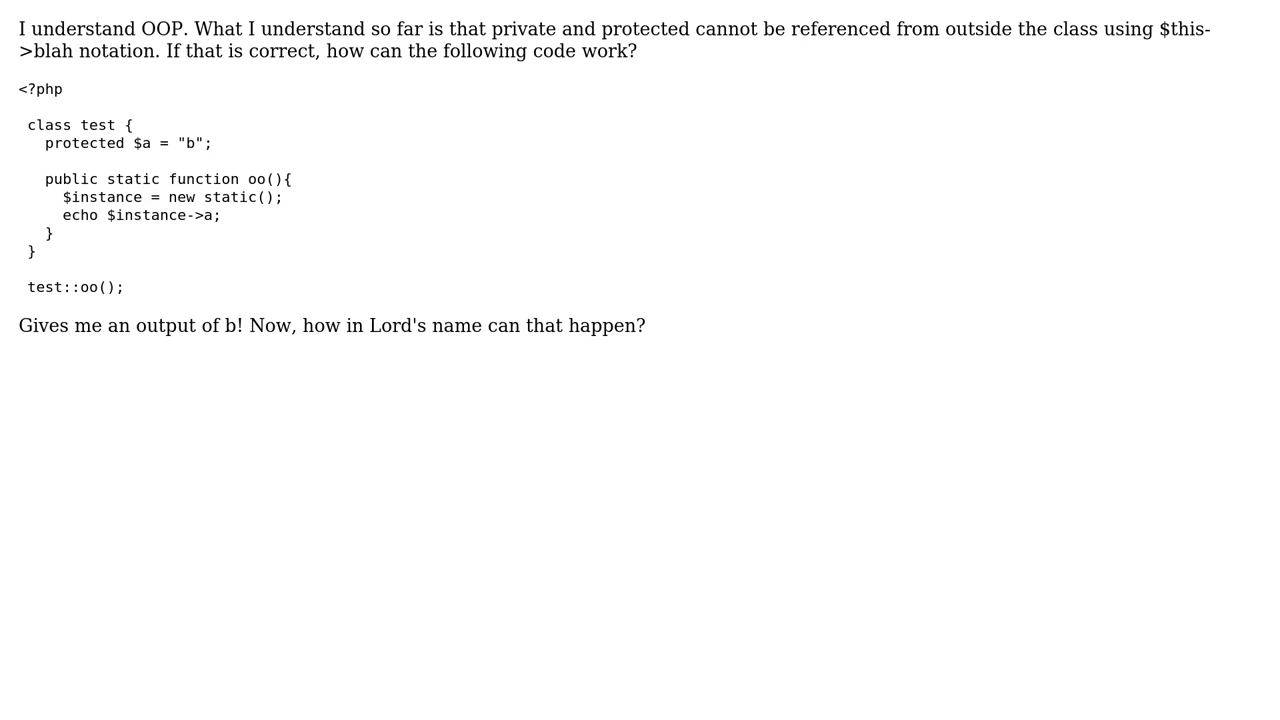 I understand OOP. What I understand so far is that private and protected cannot be referenced from outside the class using $this-
>blah notation. If that is correct, how can the following code work?
<?php
class test {
protected $a = "b";
public static function oo(){
$instance = new static();
echo $instance->a;
}
}
test::oo();
Gives me an output of b! Now, how in Lord's name can that happen?